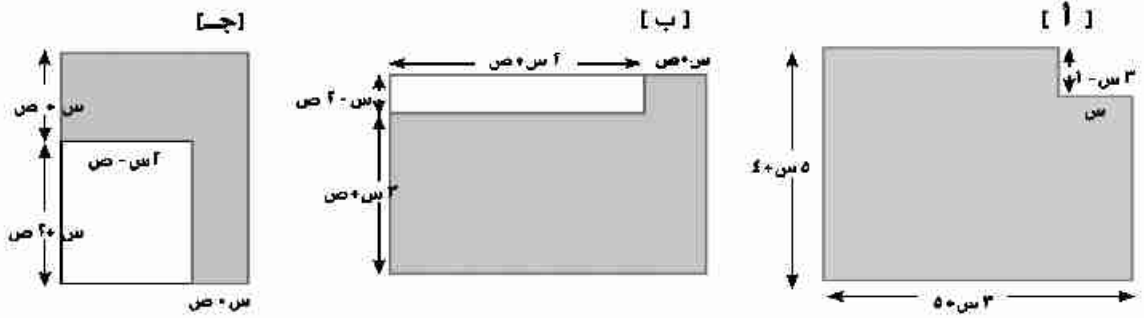 [ أ ]
٣ س - ١
س
٥ س + ٤
٣ س + ٥
[ ب ]
س + ص
٢ س + ص
س - ٢ ص
٣ س + ص
[جـ]
س + ص
٢ س - ص
س + ٢ ص
س + ص